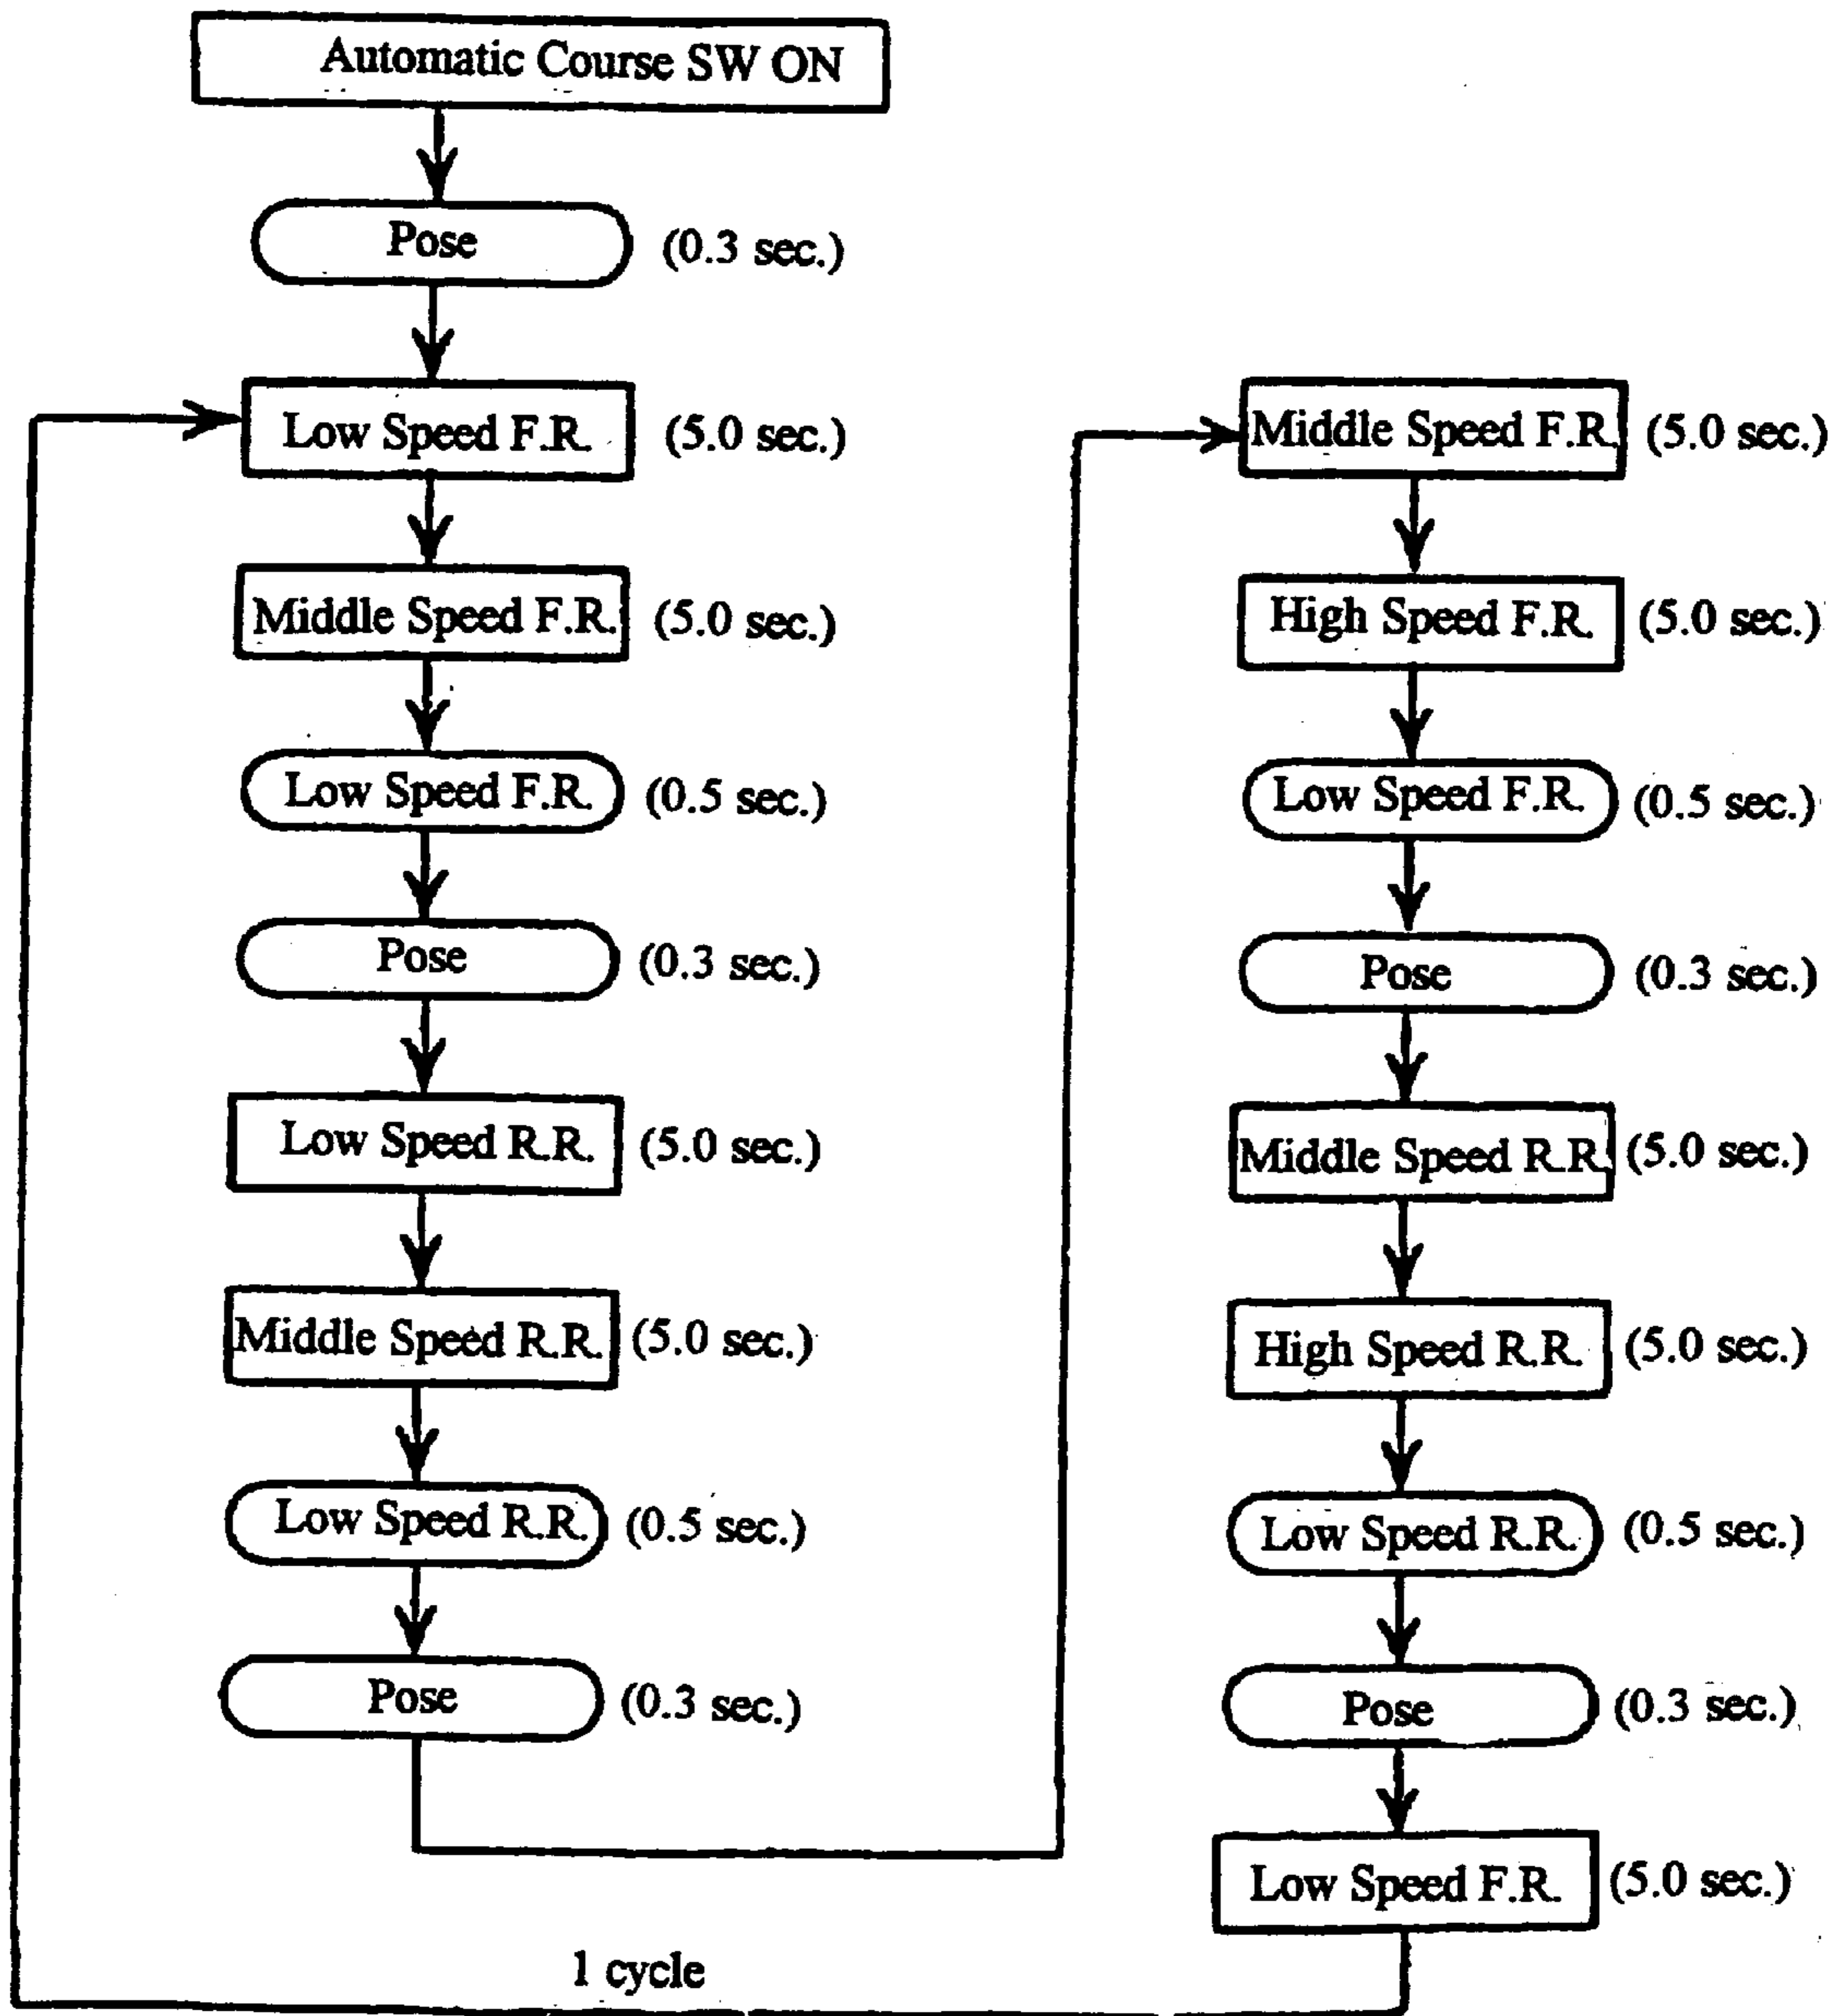 Automatic Course SW ON
Pose (0.3 sec.)
Low Speed F.R. (5.0 sec.)
Middle Speed F.R. (5.0 sec.)
Low Speed F.R. (0.5 sec.)
Pose (0.3 sec.)
Low Speed R.R. (5.0 sec.)
Middle Speed R.R. (5.0 sec.)
Low Speed R.R. (0.5 sec.)
Pose (0.3 sec.)
Middle Speed F.R. (5.0 sec.)
High Speed F.R. (5.0 sec.)
Low Speed F.R. (0.5 sec.)
Pose (0.3 sec.)
Middle Speed R.R. (5.0 sec.)
High Speed R.R. (5.0 sec.)
Low Speed R.R. (0.5 sec.)
Pose (0.3 sec.)
Low Speed F.R. (5.0 sec.)
1 cycle